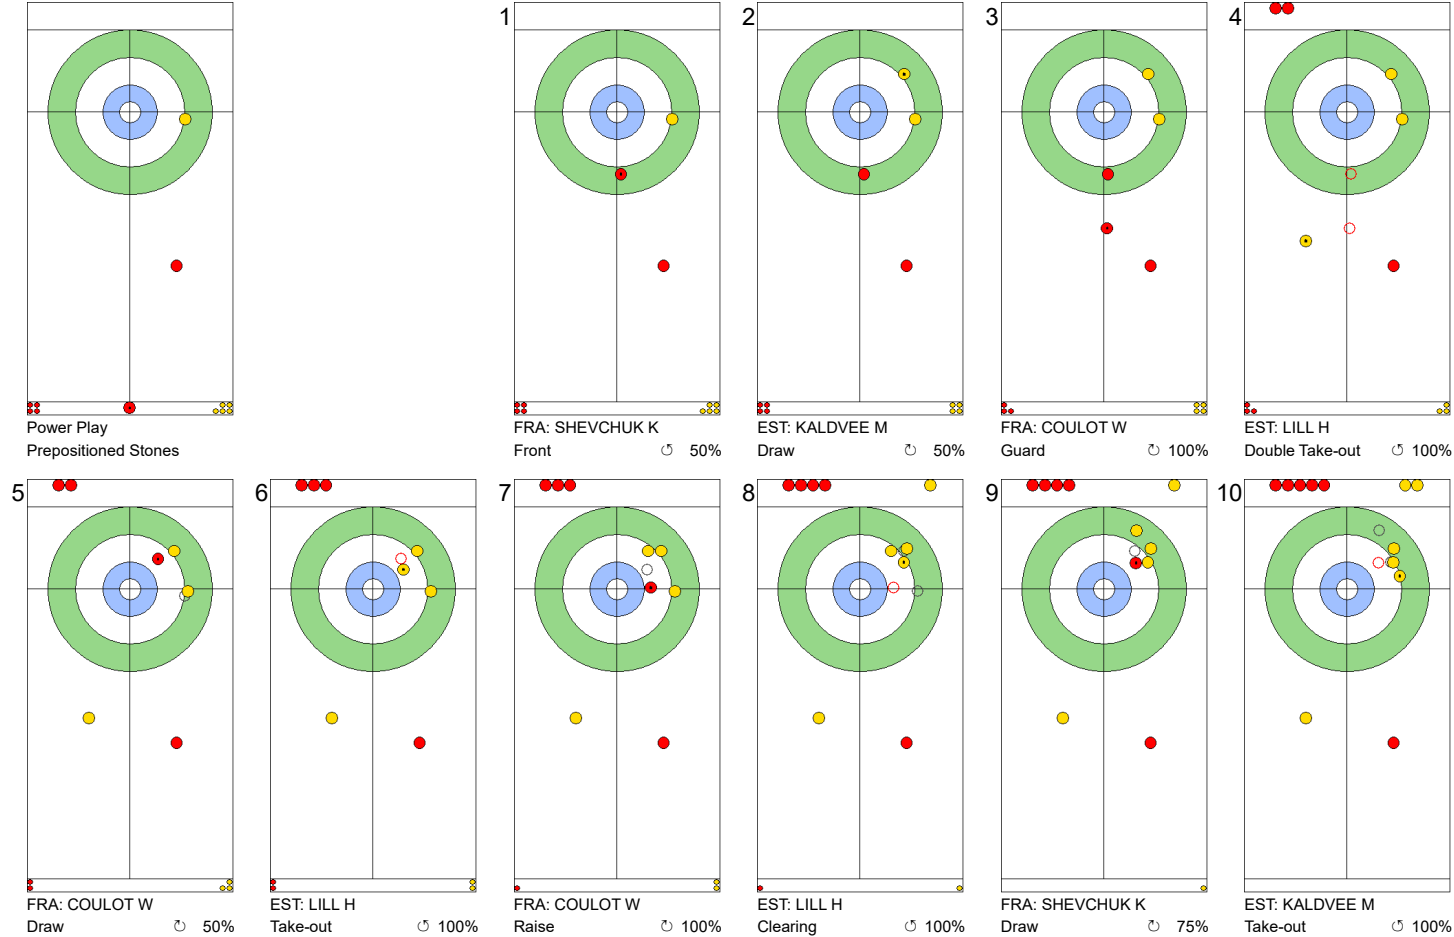 Power Play
Prepositioned Stones
1
FRA: SHEVCHUK K
Front 50%
2
EST: KALDVEE M
Draw 50%
3
FRA: COULOT W
Guard 100%
4
EST: LILL H
Double Take-out 100%
5
FRA: COULOT W
Draw 50%
6
EST: LILL H
Take-out 100%
7
FRA: COULOT W
Raise 100%
8
EST: LILL H
Clearing 100%
9
FRA: SHEVCHUK K
Draw 75%
10
EST: KALDVEE M
Take-out 100%